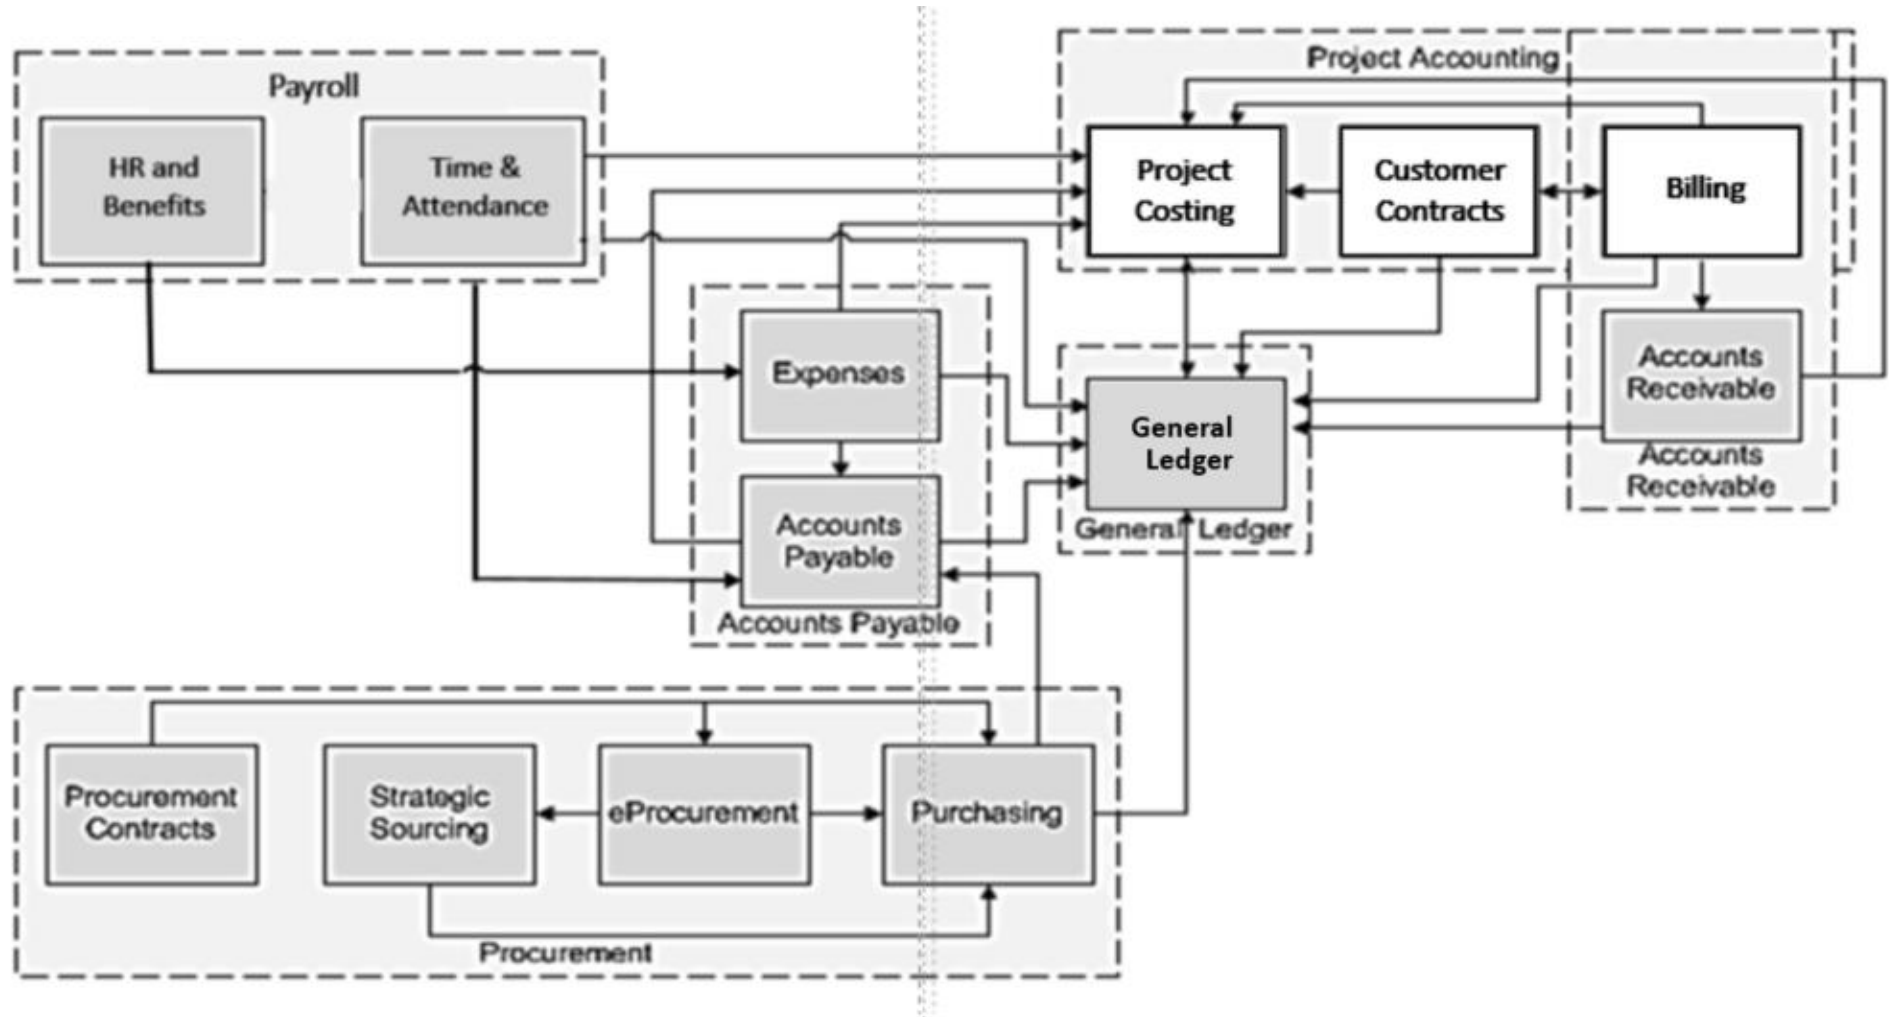 Payroll
HR and
Benefits
Time &
Attendance
Project Accounting
Project
Costing
Customer
Contracts
Billing
Expenses
Accounts
Payable
Accounts Payable
General
Ledger
General Ledger
Accounts
Receivable
Accounts
Receivable
Procurement
Contracts
Strategic
Sourcing
eProcurement
Purchasing
Procurement